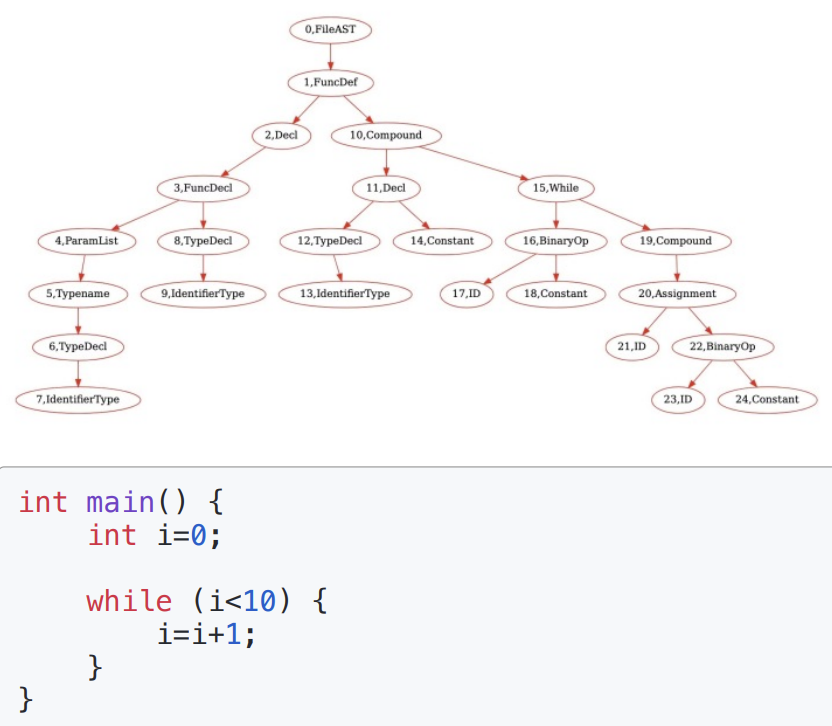 0,FileAST
1,FuncDef
2,Decl 10,Compound
3,FuncDecl 11,Decl 15,While
4,ParamList 8,TypeDecl 12,TypeDecl 14,Constant 16,BinaryOp 19,Compound
5,Typename 9,IdentifierType 13,IdentifierType 17,ID 18,Constant 20,Assignment
6,TypeDecl 21,ID 22,BinaryOp
7,IdentifierType 23,ID 24,Constant
int main() {
    int i=0;
    while (i<10) {
        i=i+1;
    }
}